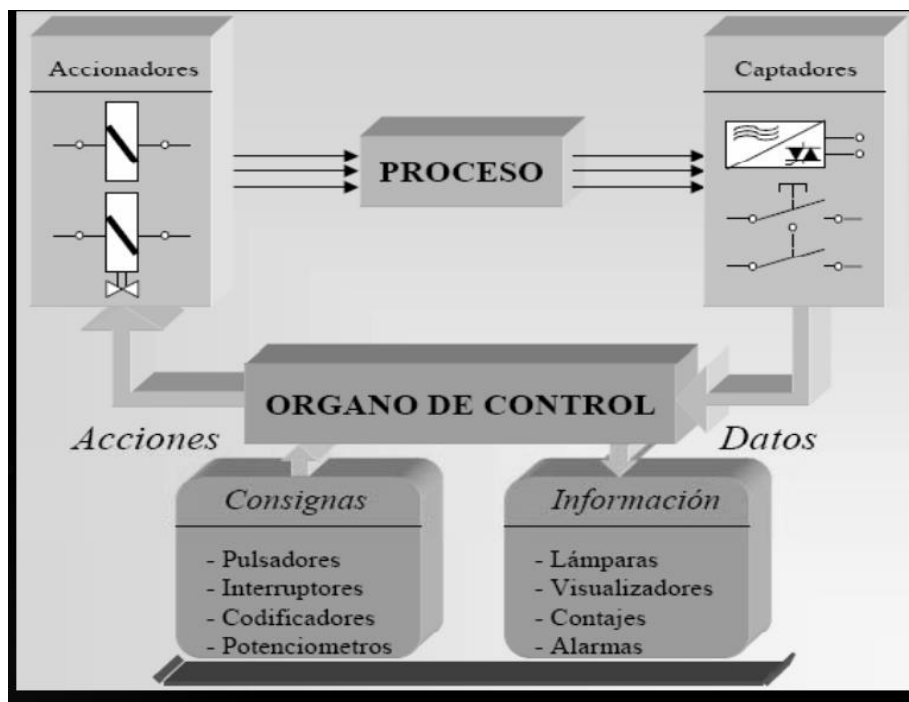 Accionadores
Captadores
PROCESO
ORGANO DE CONTROL
Acciones
Datos
Consignas
- Pulsadores
- Interruptores
- Codificadores
- Potenciometros
Información
- Lámparas
- Visualizadores
- Contajes
- Alarmas